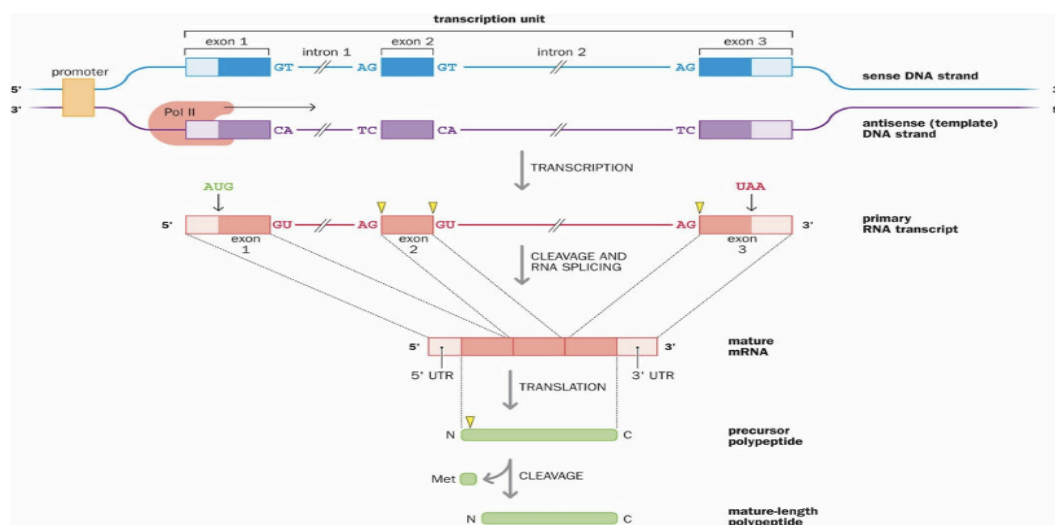 transcription unit
exon 1
intron 1
exon 2
intron 2
exon 3
GT
AG
GT
AG
promoter
sense DNA strand
5'
3'
Pol II
CA
TC
CA
TC
antisense (template)
DNA strand
TRANSCRIPTION
AUG
UAA
5'
GU
AG
GU
AG
3'
primary
RNA transcript
exon
1
exon
2
exon
3
CLEAVAGE AND
RNA SPLICING
5'
3'
mature
mRNA
5' UTR
3' UTR
TRANSLATION
N
C
precursor
polypeptide
Met
CLEAVAGE
N
C
mature-length
polypeptide